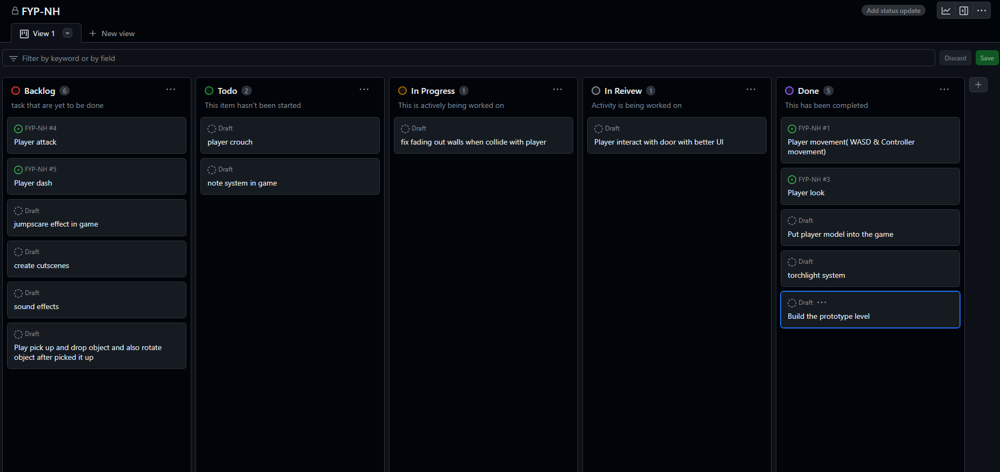 FYP-NH
Add status update
View 1
New view
Filter by keyword or by field
Discard
Save
Backlog 6
task that are yet to be done
FYP-NH #4
Player attack
FYP-NH #5
Player dash
Draft
jumpscare effect in game
Draft
create cutscenes
Draft
sound effects
Draft
Play pick up and drop object and also rotate
object after picked it up
Todo 2
This item hasn't been started
Draft
player crouch
Draft
note system in game
In Progress 1
This is actively being worked on
Draft
fix fading out walls when collide with player
In Reivew 1
Activity is being worked on
Draft
Player interact with door with better UI
Done 5
This has been completed
FYP-NH #1
Player movement( WASD & Controller
movement)
FYP-NH #3
Player look
Draft
Put player model into the game
Draft
torchlight system
Draft
Build the prototype level